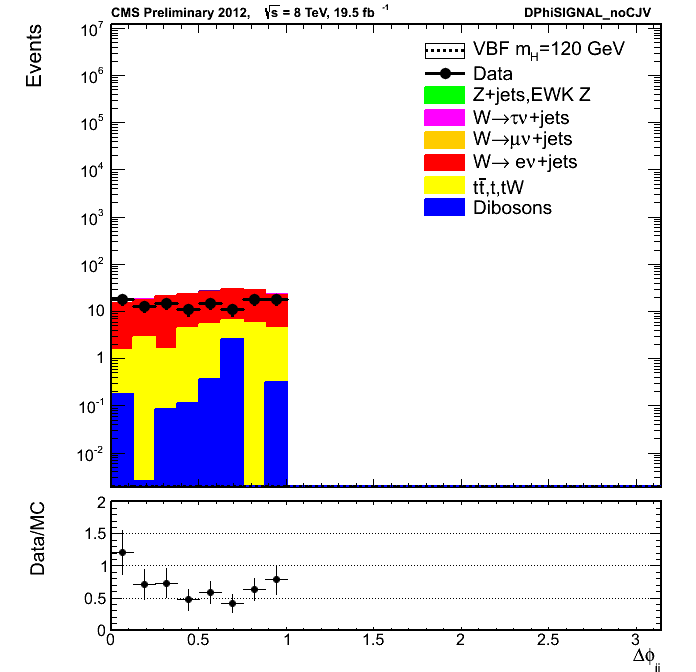 CMS Preliminary 2012, √s = 8 TeV, 19.5 fb⁻¹ DPhiSIGNAL_noCJV
Events
10⁷
10⁶
10⁵
10⁴
10³
10²
10
1
10⁻¹
10⁻²
VBF m_H=120 GeV
Data
Z+jets,EWK Z
W→τν+jets
W→μν+jets
W→ eν+jets
tt̄,t,tW
Dibosons
Data/MC
2
1.5
1
0.5
0
0 0.5 1 1.5 2 2.5 3
Δϕ_jj